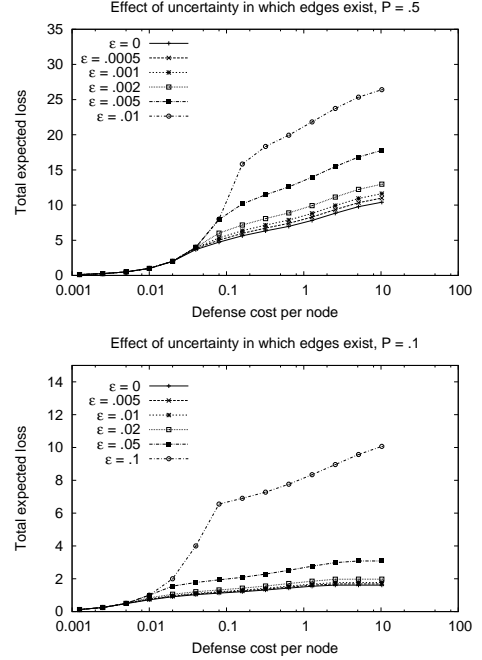 Effect of uncertainty in which edges exist, P = .5
35
30
25
20
15
10
5
0
Total expected loss
ε = 0
ε = .0005
ε = .001
ε = .002
ε = .005
ε = .01
0.001 0.01 0.1 1 10 100
Defense cost per node
Effect of uncertainty in which edges exist, P = .1
14
12
10
8
6
4
2
0
Total expected loss
ε = 0
ε = .005
ε = .01
ε = .02
ε = .05
ε = .1
0.001 0.01 0.1 1 10 100
Defense cost per node